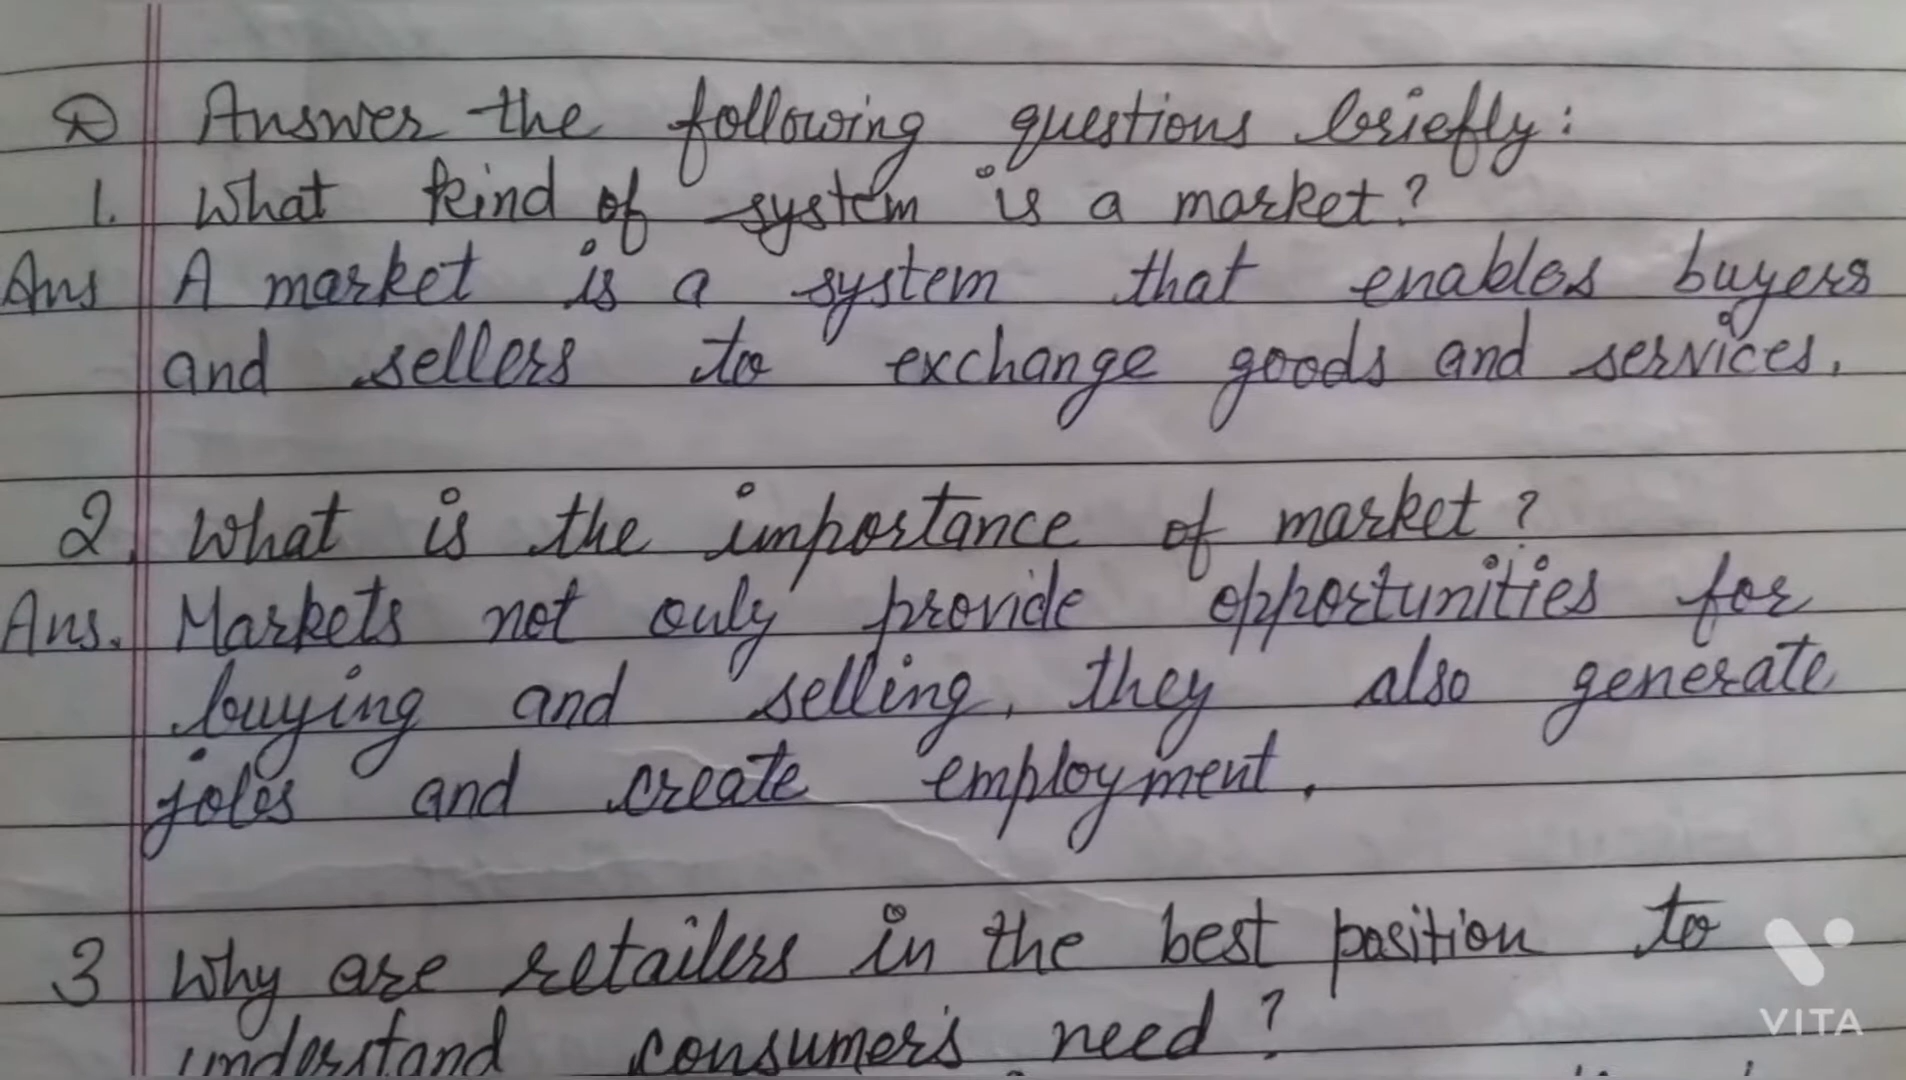 D Answer the following questions briefly:
1. What kind of system is a market?
Ans A market is a system that enables buyers
and sellers to exchange goods and services.
2. What is the importance of market?
Ans. Markets not only provide opportunities for
buying and selling, they also generate
jobs and create employment.
3 Why are retailers in the best position to
understand consumer's need?
VITA